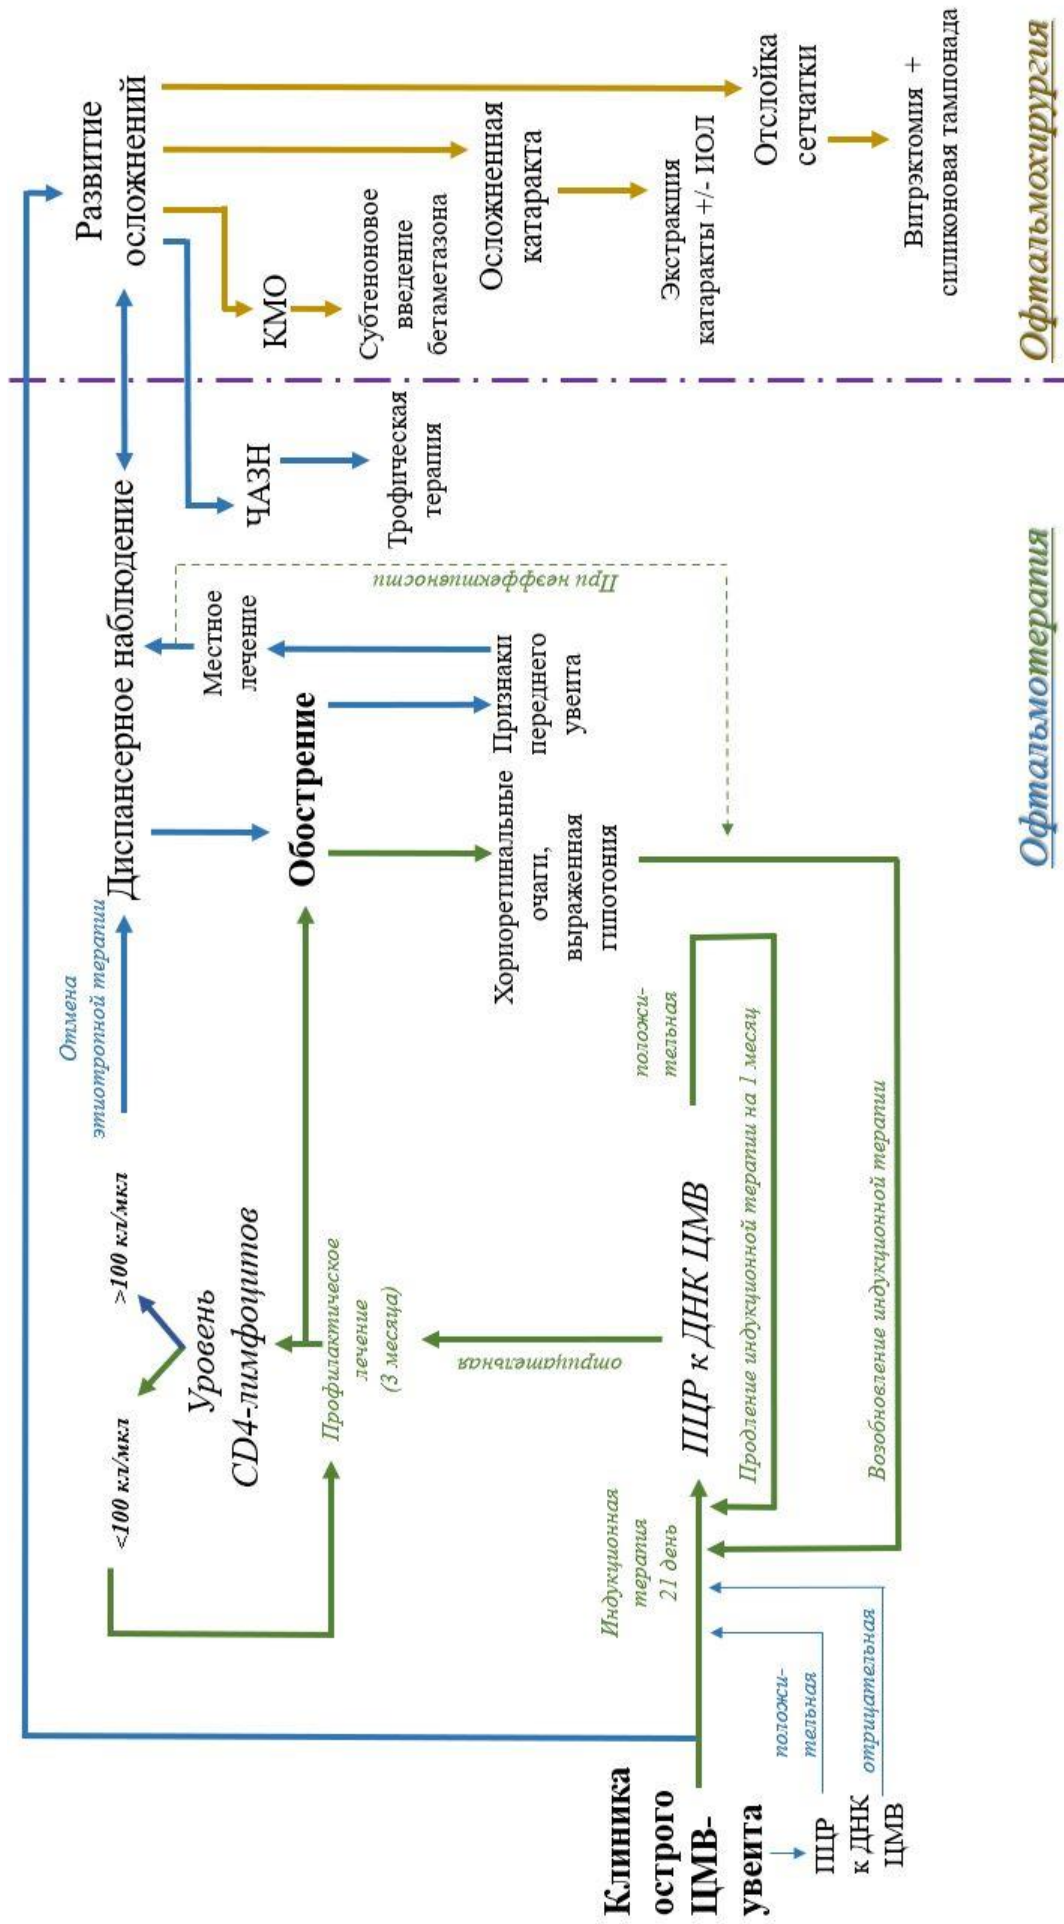 Клиника
острого
ЦМВ-
увеита
ПЦР
к ДНК
ЦМВ
положи-
тельная
отрицательная
Индукционная
терапия
21 день
ПЦР к ДНК ЦМВ
положи-
тельная
Продление индукционной терапии на 1 месяц
Возобновление индукционной терапии
отрицательная
Профилактическое
лечение
(3 месяца)
Уровень
CD4-лимфоцитов
<100 кл/мкл
>100 кл/мкл
Отмена
этиотропной терапии
Диспансерное наблюдение
Обострение
Хориоретинальные
очаги,
выраженная
гипотония
Признаки
переднего
увеита
Местное
лечение
При неэффективности
ЧАЗН
Трофическая
терапия
Развитие
осложнений
КМО
Субтеноновое
введение
бетаметазона
Осложненная
катаракта
Экстракция
катаракты +/- ИОЛ
Отслойка
сетчатки
Витрэктомия +
силиконовая тампонада
Офтальмотерапия
Офтальмохирургия